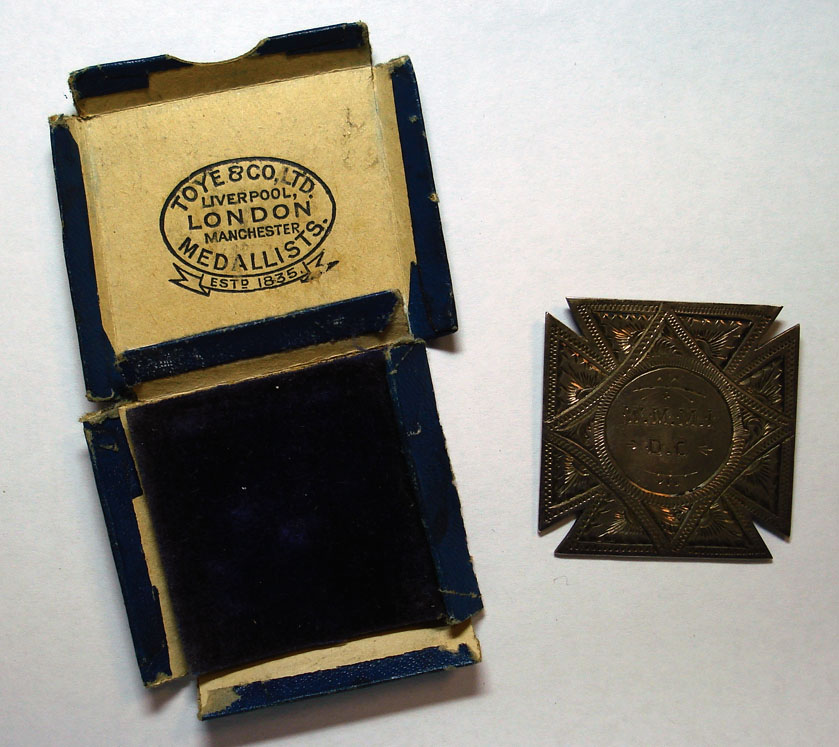 TOYE & CO, LTD.
LIVERPOOL,
LONDON
MANCHESTER
MEDALLISTS.
ESTD 1835.
D.C.